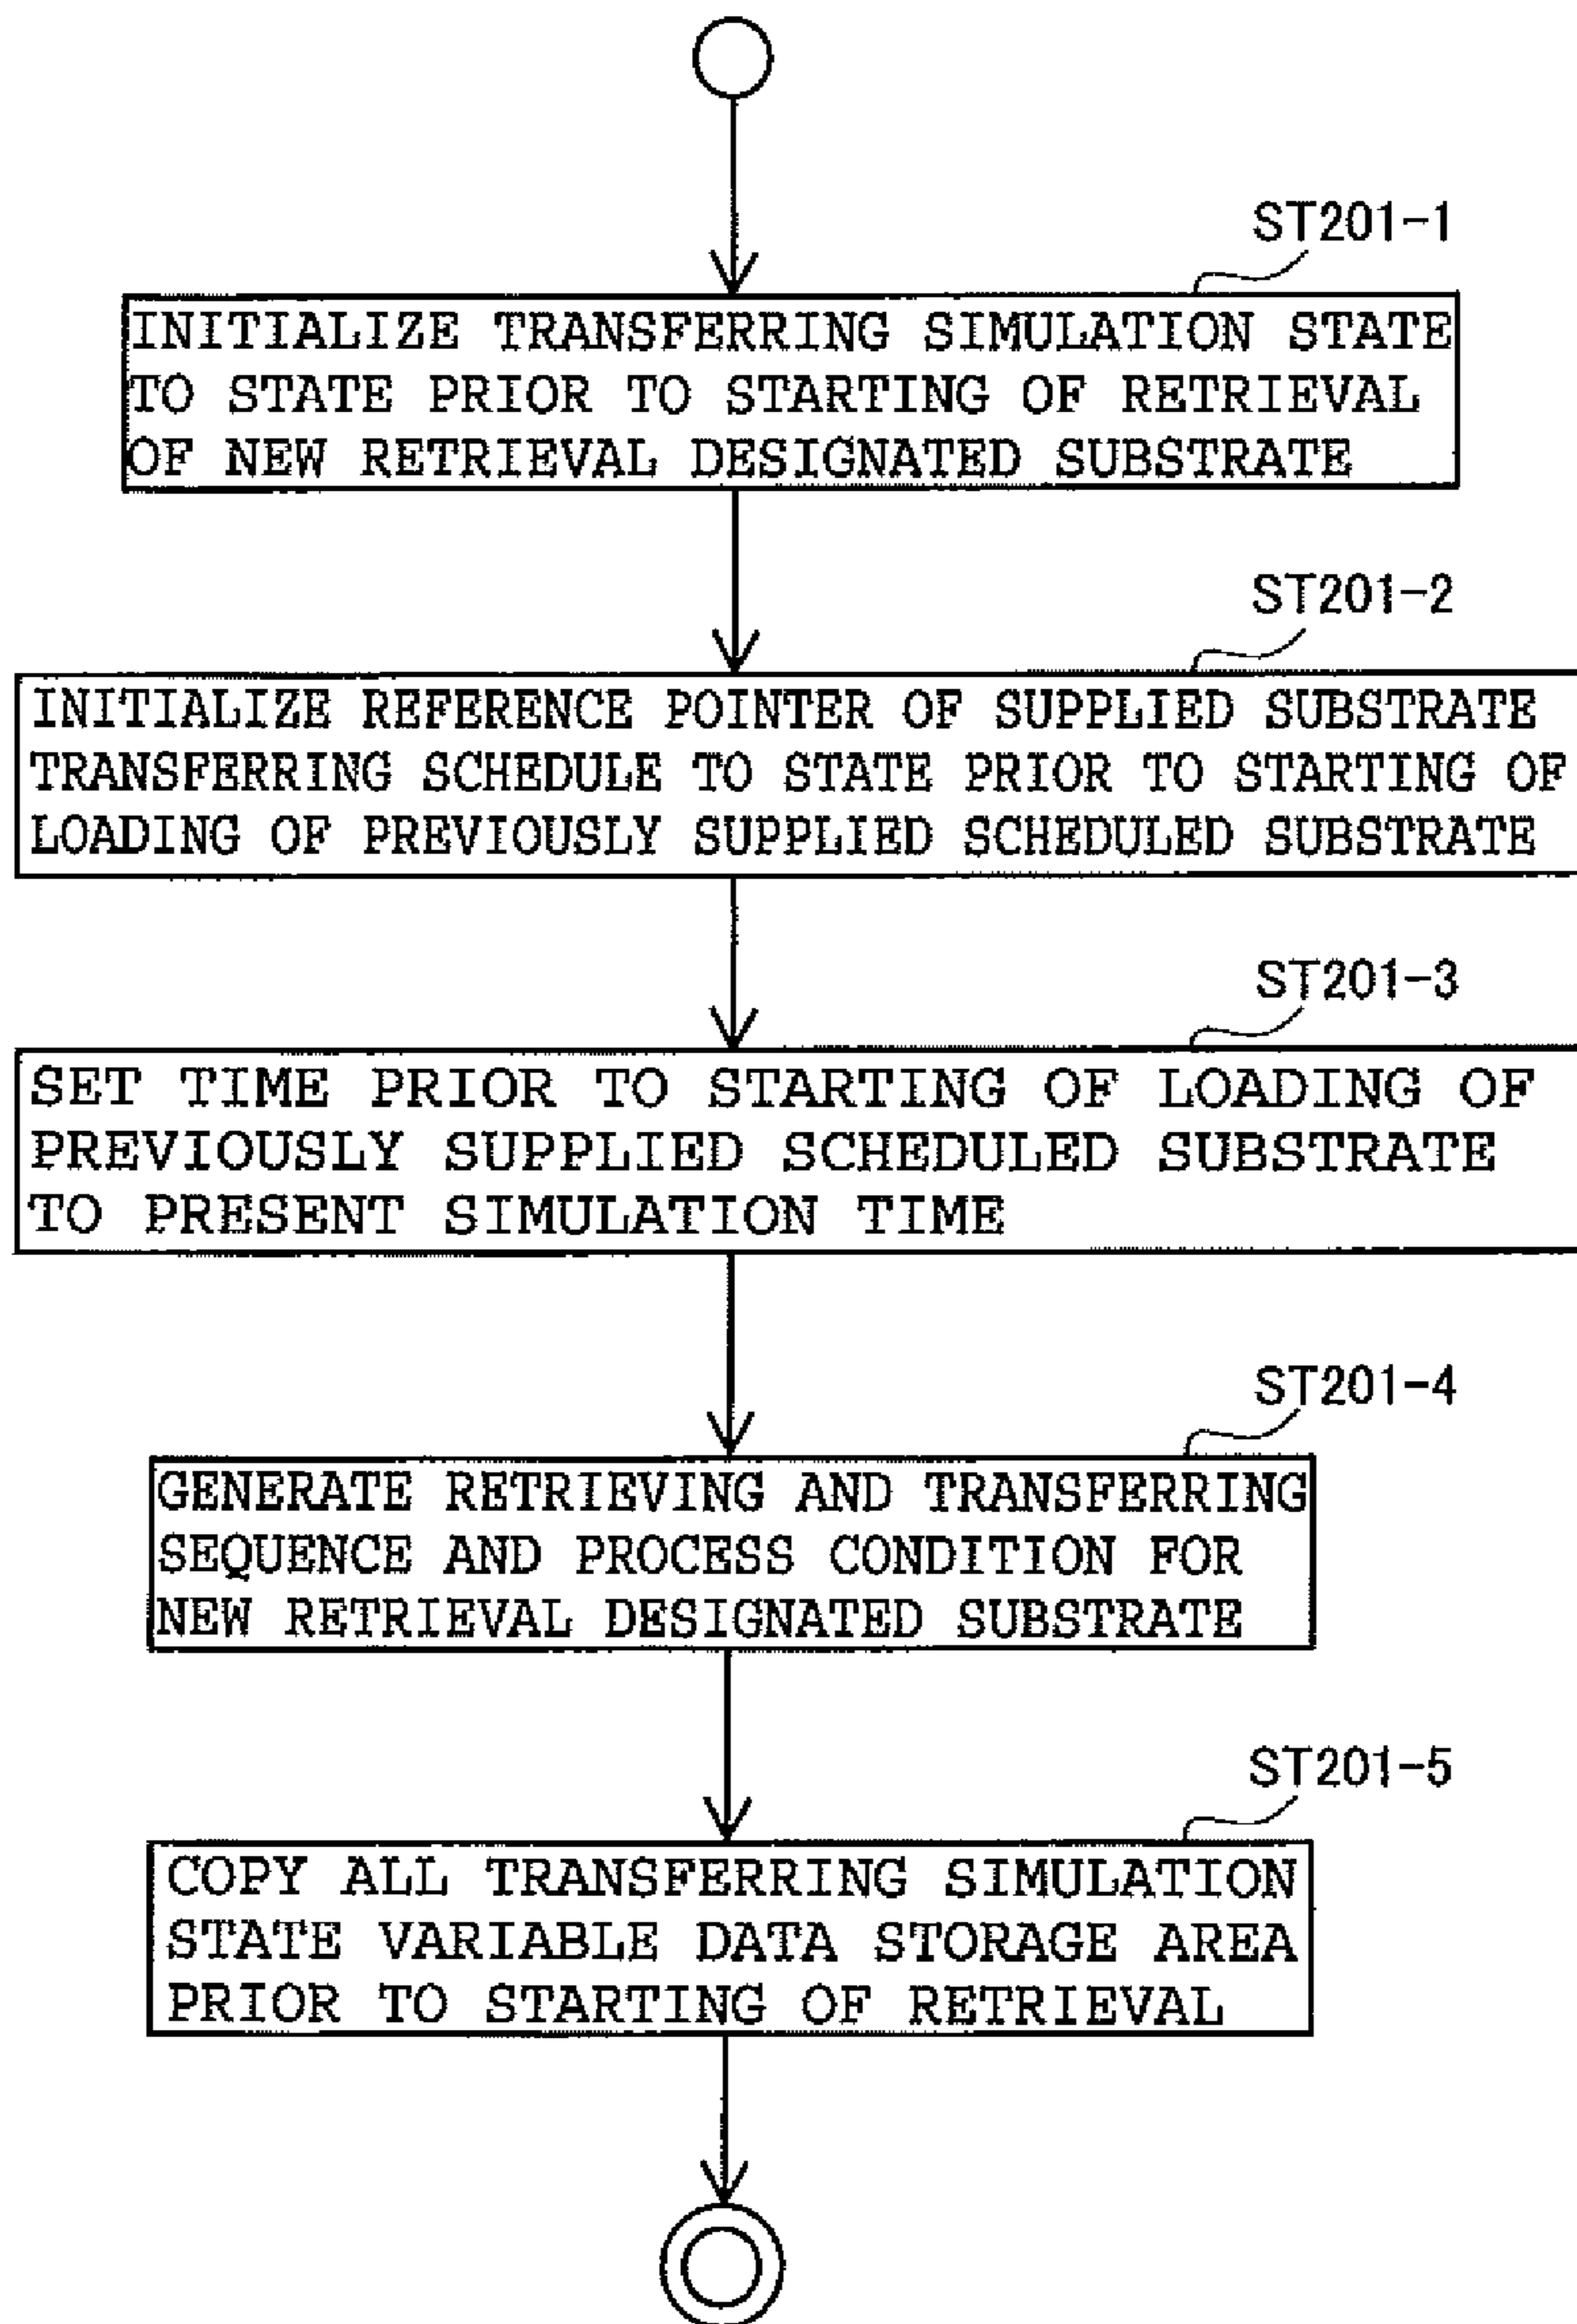 ST201-1
INITIALIZE TRANSFERRING SIMULATION STATE
TO STATE PRIOR TO STARTING OF RETRIEVAL
OF NEW RETRIEVAL DESIGNATED SUBSTRATE
ST201-2
INITIALIZE REFERENCE POINTER OF SUPPLIED SUBSTRATE
TRANSFERRING SCHEDULE TO STATE PRIOR TO STARTING OF
LOADING OF PREVIOUSLY SUPPLIED SCHEDULED SUBSTRATE
ST201-3
SET TIME PRIOR TO STARTING OF LOADING OF
PREVIOUSLY SUPPLIED SCHEDULED SUBSTRATE
TO PRESENT SIMULATION TIME
ST201-4
GENERATE RETRIEVING AND TRANSFERRING
SEQUENCE AND PROCESS CONDITION FOR
NEW RETRIEVAL DESIGNATED SUBSTRATE
ST201-5
COPY ALL TRANSFERRING SIMULATION
STATE VARIABLE DATA STORAGE AREA
PRIOR TO STARTING OF RETRIEVAL